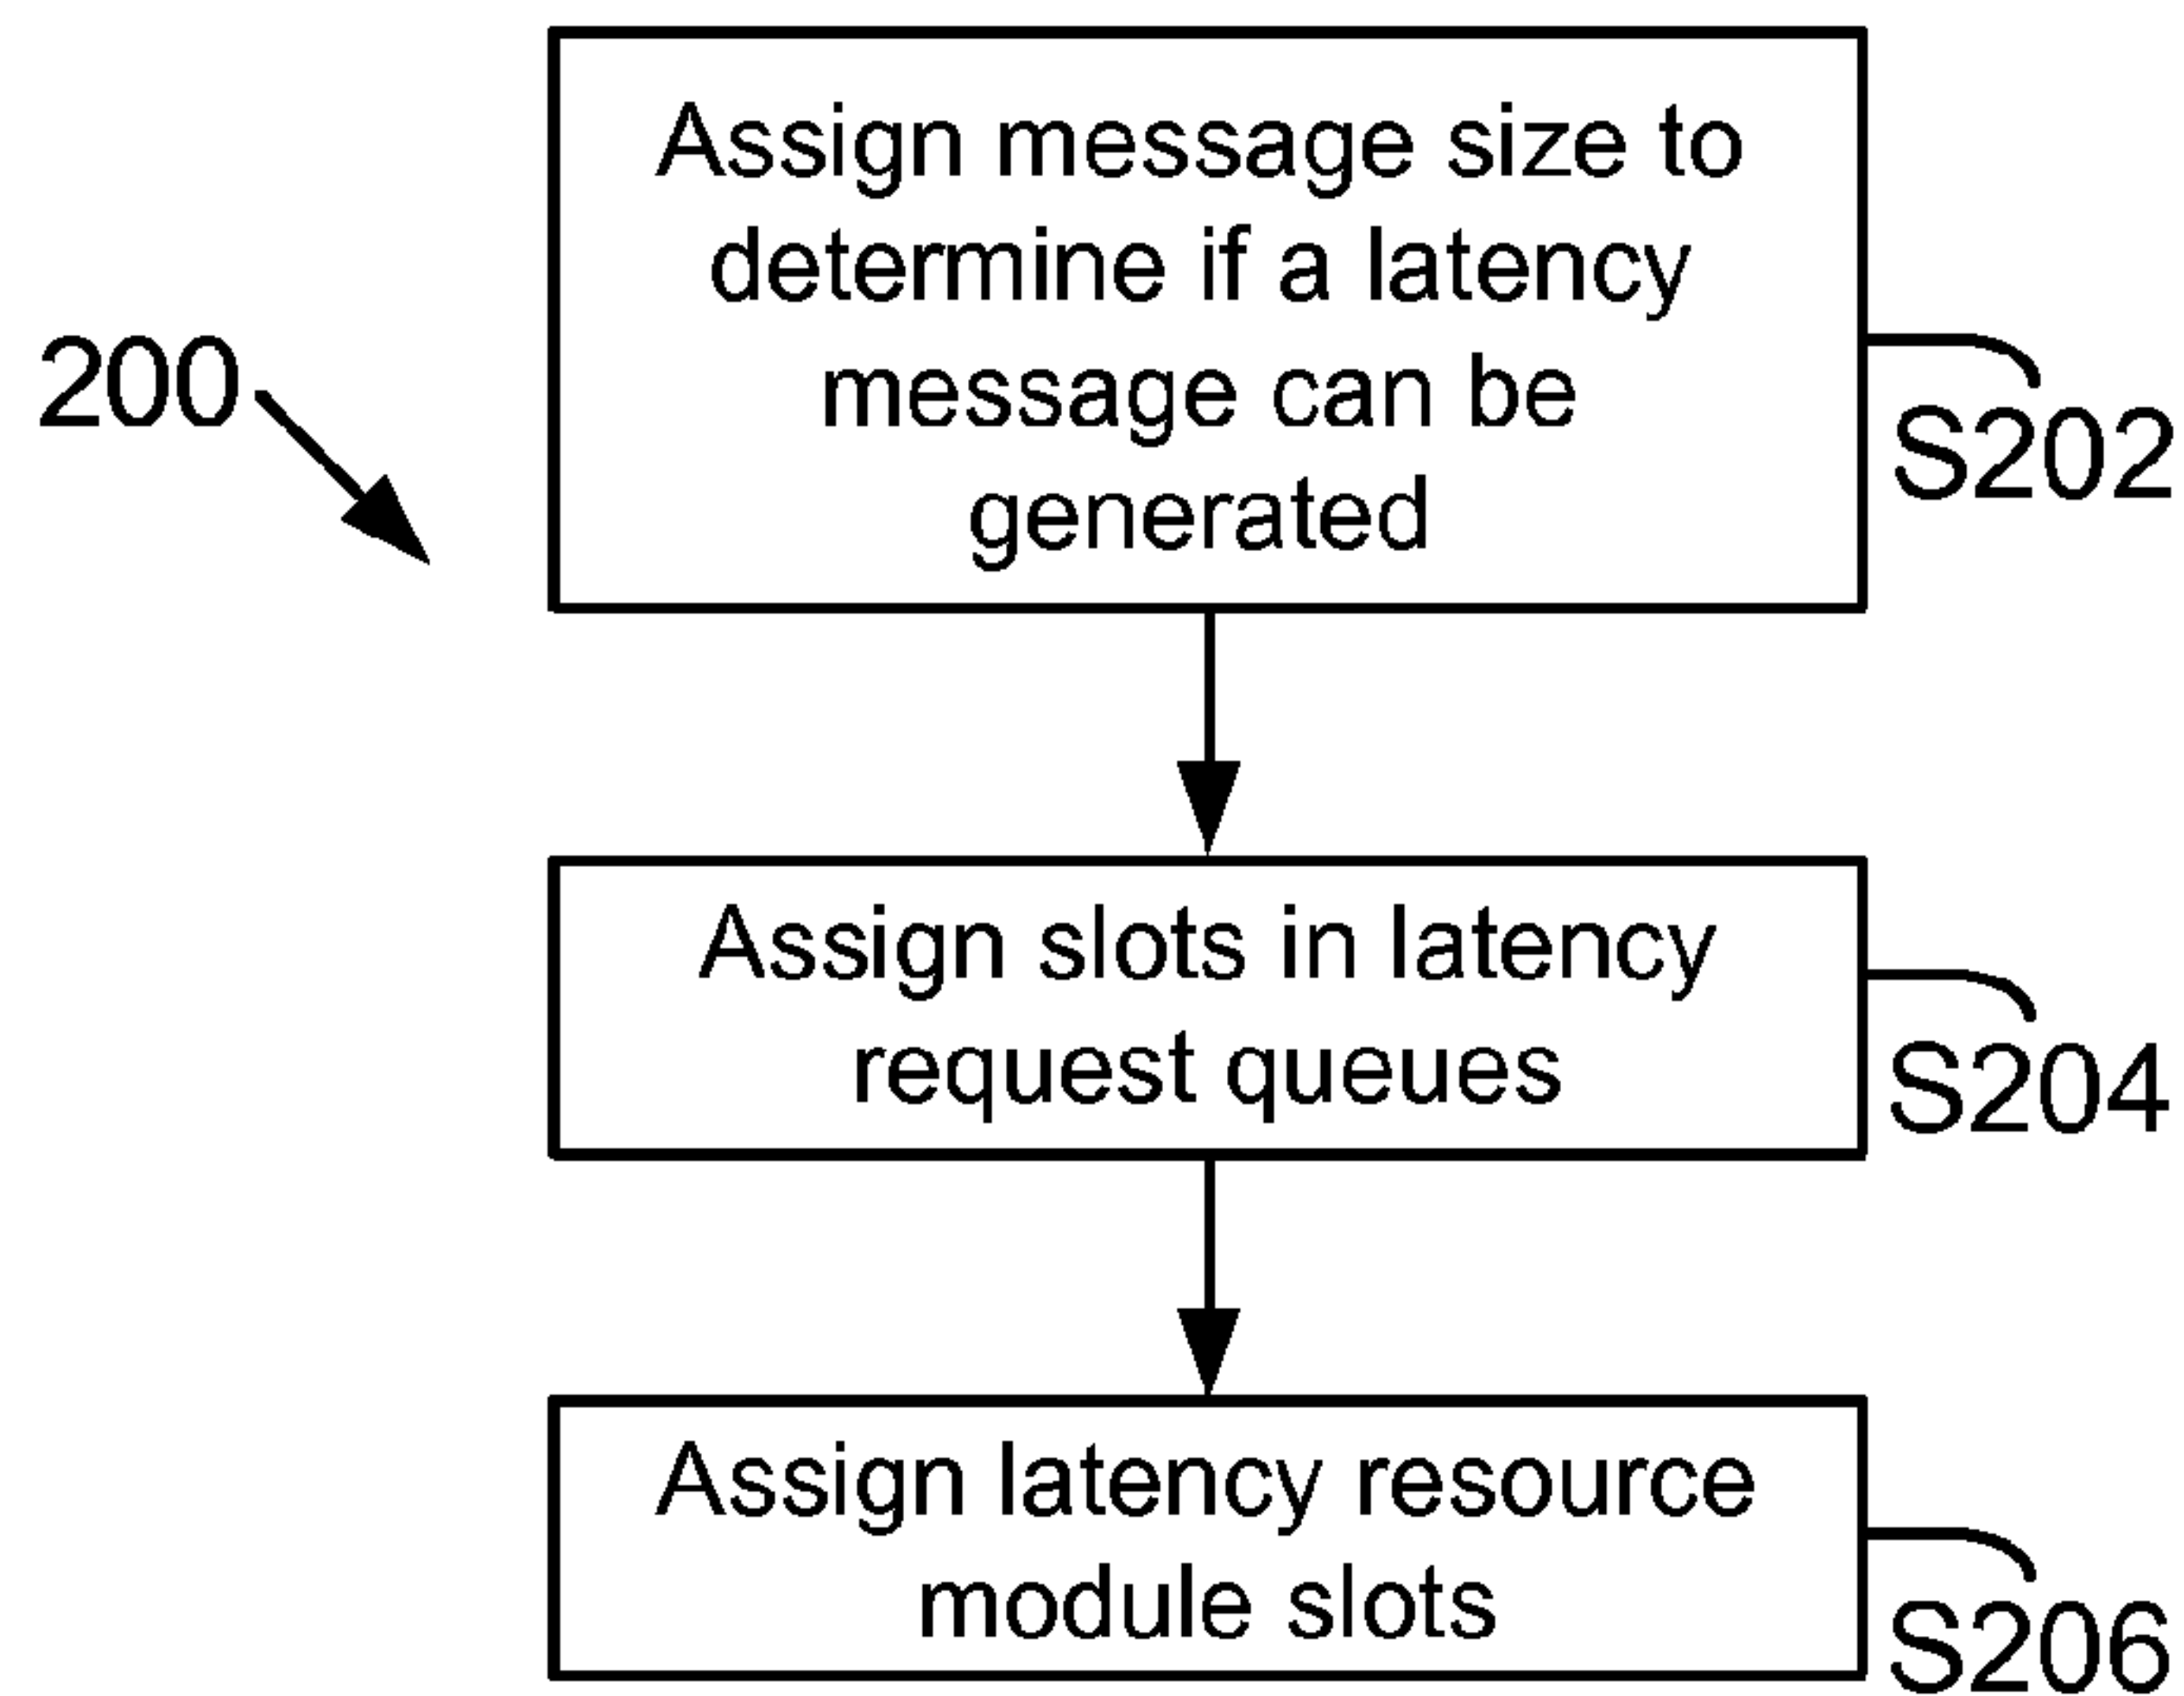 Assign message size to
determine if a latency
message can be
generated
200
S202
Assign slots in latency
request queues
S204
Assign latency resource
module slots
S206